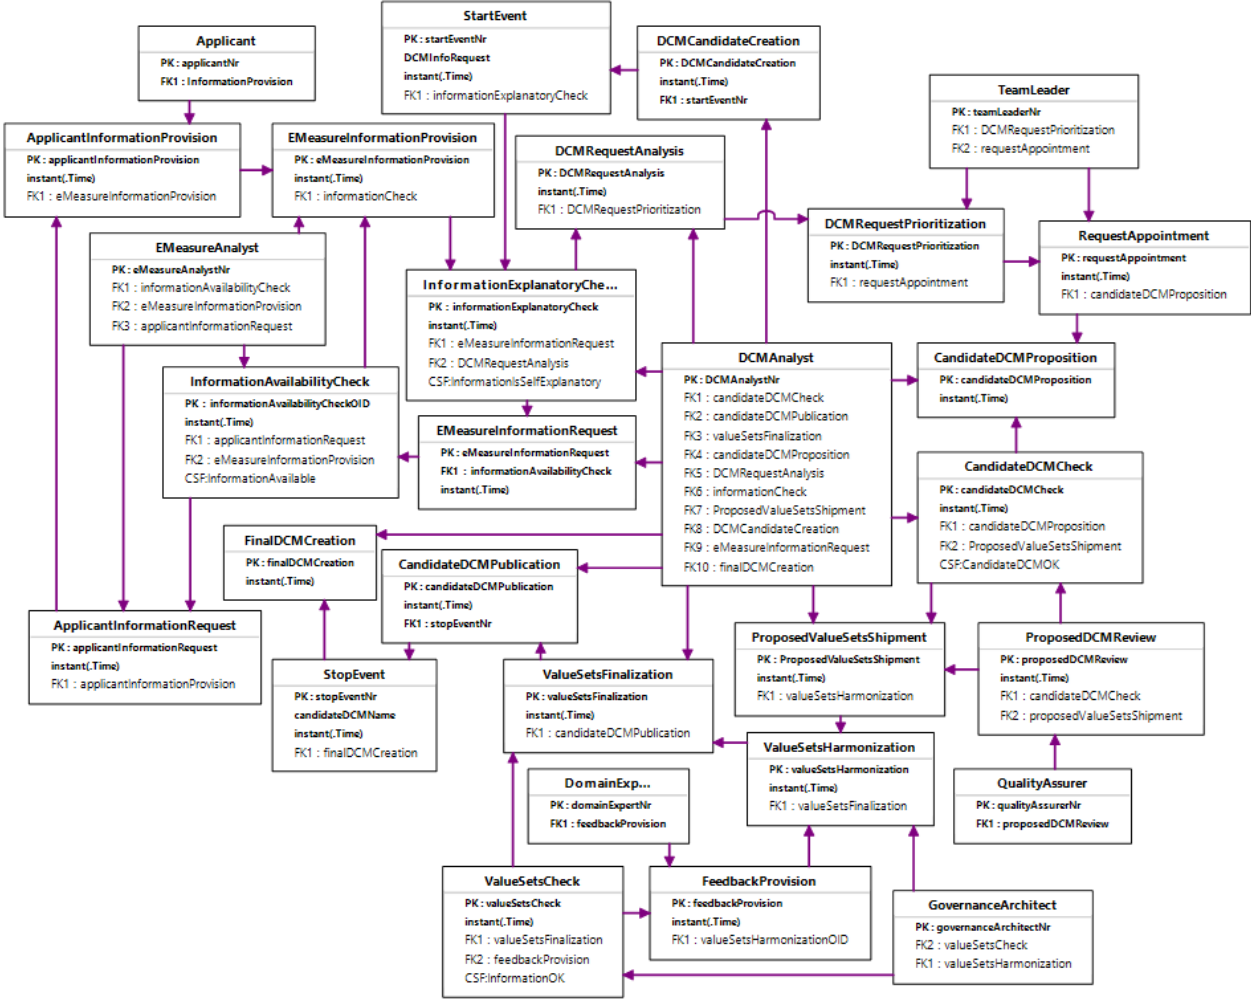 Applicant
PK : applicantNr
FK1 : InformationProvision
StartEvent
PK : startEventNr
DCMInfoRequest
instant(.Time)
FK1 : informationExplanatoryCheck
DCMCandidateCreation
PK : DCMCandidateCreation
instant(.Time)
FK1 : startEventNr
TeamLeader
PK : teamLeaderNr
FK1 : DCMRequestPrioritization
FK2 : requestAppointment
ApplicantInformationProvision
PK : applicantInformationProvision
instant(.Time)
FK1 : eMeasureInformationProvision
EMeasureInformationProvision
PK : eMeasureInformationProvision
instant(.Time)
FK1 : informationCheck
DCMRequestAnalysis
PK : DCMRequestAnalysis
instant(.Time)
FK1 : DCMRequestPrioritization
DCMRequestPrioritization
PK : DCMRequestPrioritization
instant(.Time)
FK1 : requestAppointment
RequestAppointment
PK : requestAppointment
instant(.Time)
FK1 : candidateDCMProposition
EMeasureAnalyst
PK : eMeasureAnalystNr
FK1 : informationAvailabilityCheck
FK2 : eMeasureInformationProvision
FK3 : applicantInformationRequest
InformationExplanatoryChe...
PK : informationExplanatoryCheck
instant(.Time)
FK1 : eMeasureInformationRequest
FK2 : DCMRequestAnalysis
CSF:InformationIsSelfExplanatory
DCMAnalyst
PK : DCMAnalystNr
FK1 : candidateDCMCheck
FK2 : candidateDCMPublication
FK3 : valueSetsFinalization
FK4 : candidateDCMProposition
FK5 : DCMRequestAnalysis
FK6 : informationCheck
FK7 : ProposedValueSetsShipment
FK8 : DCMCandidateCreation
FK9 : eMeasureInformationRequest
FK10 : finalDCMCreation
CandidateDCMProposition
PK : candidateDCMProposition
instant(.Time)
InformationAvailabilityCheck
PK : informationAvailabilityCheckOID
instant(.Time)
FK1 : applicantInformationRequest
FK2 : eMeasureInformationProvision
CSF:InformationAvailable
EMeasureInformationRequest
PK : eMeasureInformationRequest
FK1 : informationAvailabilityCheck
instant(.Time)
CandidateDCMCheck
PK : candidateDCMCheck
instant(.Time)
FK1 : candidateDCMProposition
FK2 : ProposedValueSetsShipment
CSF:CandidateDCMOK
FinalDCMCreation
PK : finalDCMCreation
instant(.Time)
CandidateDCMPublication
PK : candidateDCMPublication
instant(.Time)
FK1 : stopEventNr
ApplicantInformationRequest
PK : applicantInformationRequest
instant(.Time)
FK1 : applicantInformationProvision
StopEvent
PK : stopEventNr
candidateDCMName
instant(.Time)
FK1 : finalDCMCreation
ValueSetsFinalization
PK : valueSetsFinalization
instant(.Time)
FK1 : candidateDCMPublication
ProposedValueSetsShipment
PK : ProposedValueSetsShipment
instant(.Time)
FK1 : valueSetsHarmonization
ProposedDCMReview
PK : proposedDCMReview
instant(.Time)
FK1 : candidateDCMCheck
FK2 : proposedValueSetsShipment
ValueSetsHarmonization
PK : valueSetsHarmonization
instant(.Time)
FK1 : valueSetsFinalization
DomainExp...
PK : domainExpertNr
FK1 : feedbackProvision
QualityAssurer
PK : qualityAssurerNr
FK1 : proposedDCMReview
ValueSetsCheck
PK : valueSetsCheck
instant(.Time)
FK1 : valueSetsFinalization
FK2 : feedbackProvision
CSF:InformationOK
FeedbackProvision
PK : feedbackProvision
instant(.Time)
FK1 : valueSetsHarmonizationOID
GovernanceArchitect
PK : governanceArchitectNr
FK2 : valueSetsCheck
FK1 : valueSetsHarmonization